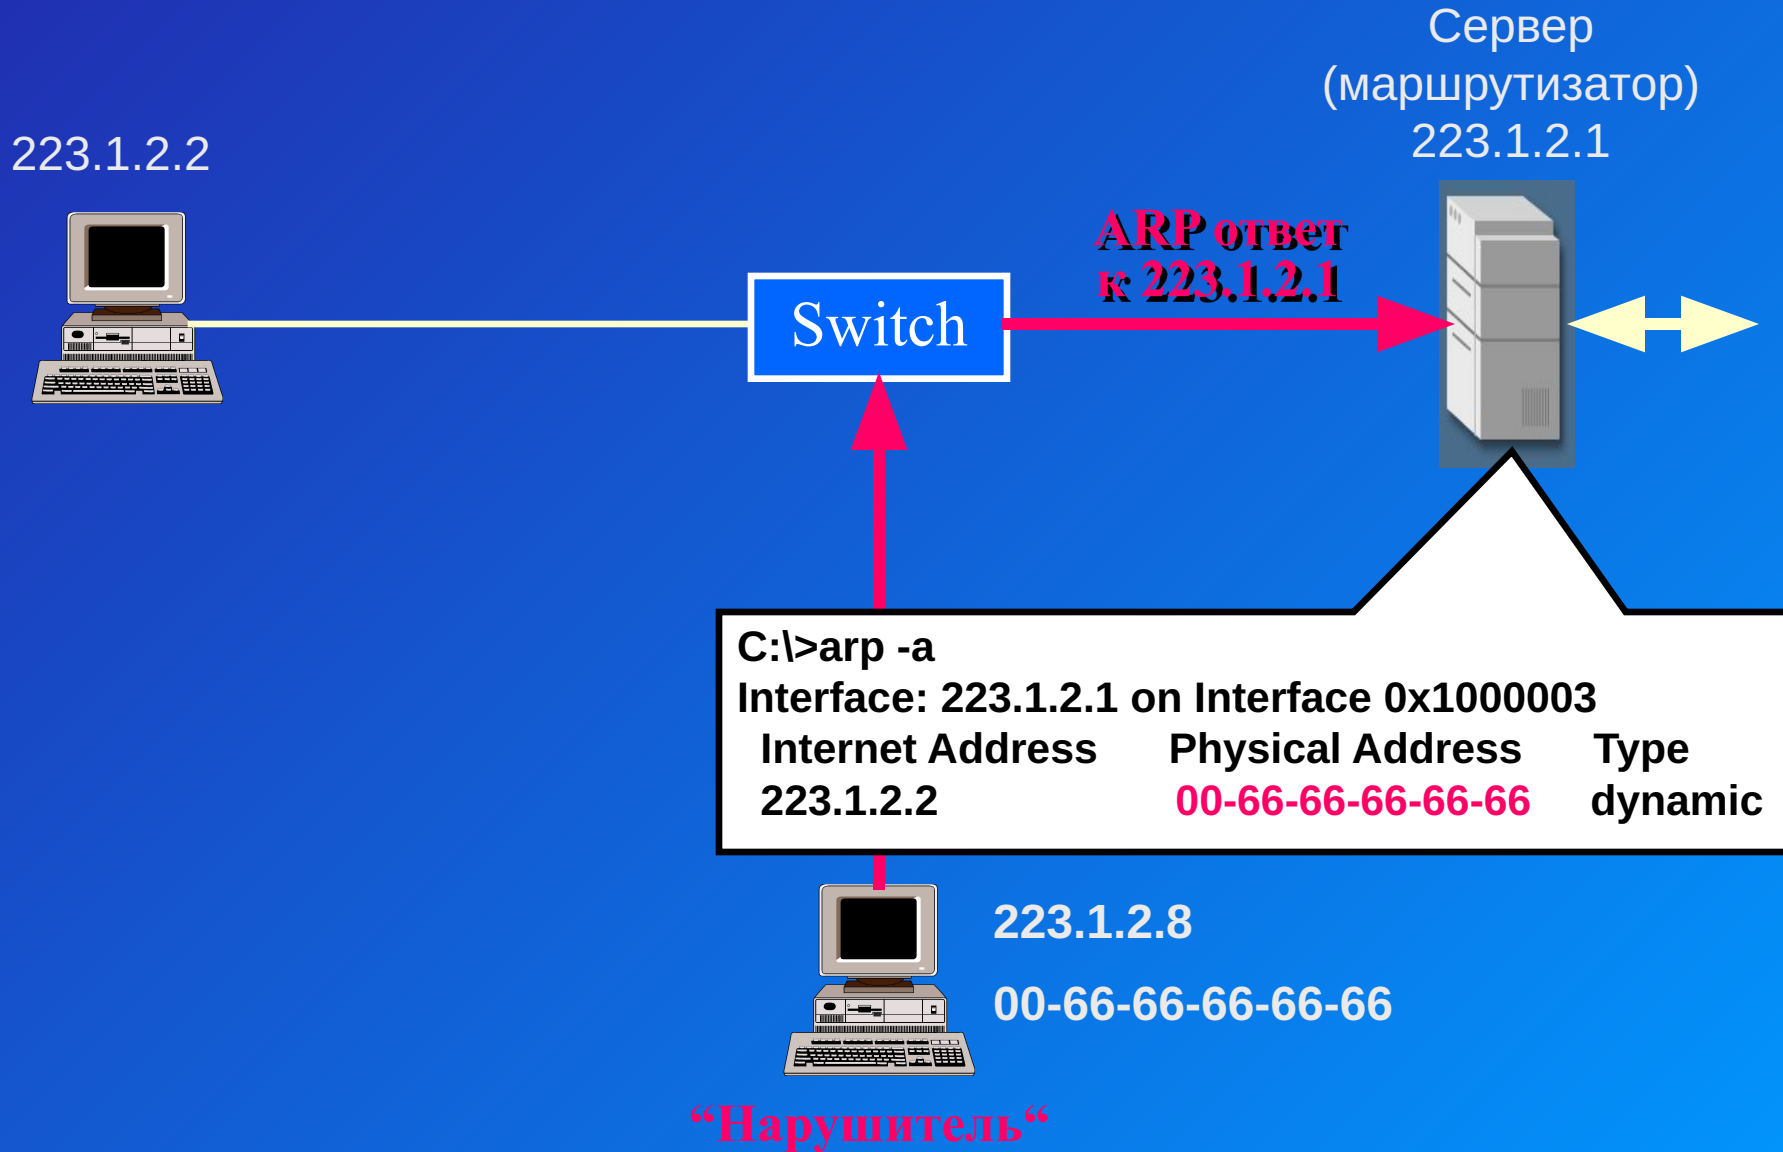 Сервер
(маршрутизатор)
223.1.2.1
223.1.2.2
ARP ответ
к 223.1.2.1
Switch
C:\>arp -a
Interface: 223.1.2.1 on Interface 0x1000003
Internet Address Physical Address Type
223.1.2.2 00-66-66-66-66-66 dynamic
223.1.2.8
00-66-66-66-66-66
“Нарушитель“